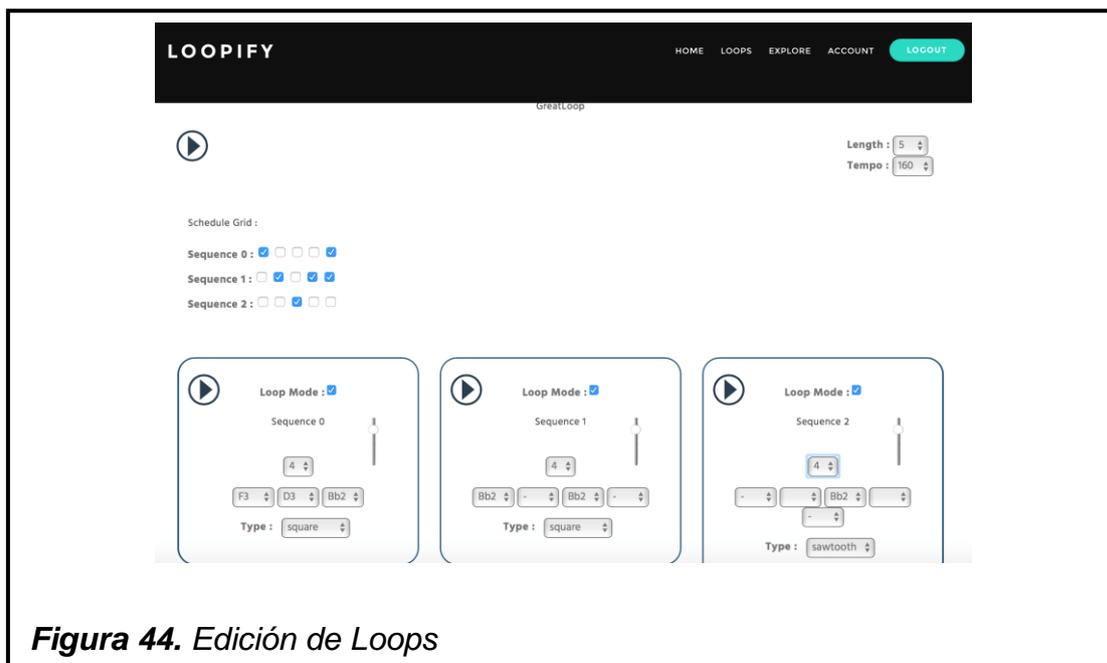 LOOPIFY
HOME LOOPS EXPLORE ACCOUNT LOGOUT
GreatLoop
Length : 5
Tempo : 160
Schedule Grid :
Sequence 0 :
Sequence 1 :
Sequence 2 :
Loop Mode :
Sequence 0
4
F3 D3 Bb2
Type : square
Loop Mode :
Sequence 1
4
Bb2 - Bb2 -
Type : square
Loop Mode :
Sequence 2
4
- Bb2
-
Type : sawtooth
Figura 44. Edición de Loops